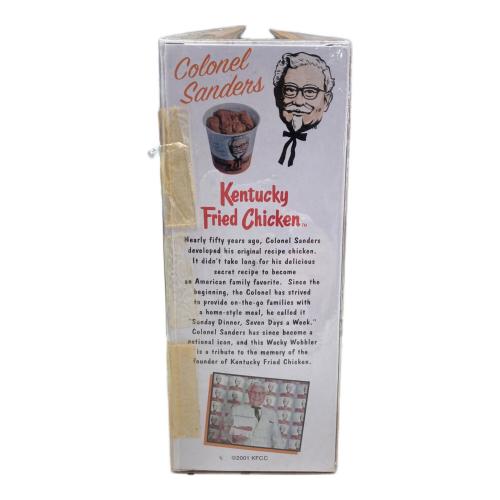 Colonel
Sanders
Kentucky
Fried Chicken™
Nearly fifty years ago, Colonel Sanders
developed his original recipe chicken.
It didn't take long for his delicious
secret recipe to become
an American family favorite. Since the
beginning, the Colonel has strived
to provide on-the-go families with
a home-style meal, he called it
"Sunday Dinner, Seven Days a Week."
Colonel Sanders has since become a
national icon, and this Wacky Wobbler
is a tribute to the memory of the
founder of Kentucky Fried Chicken.
©2001 KFCC